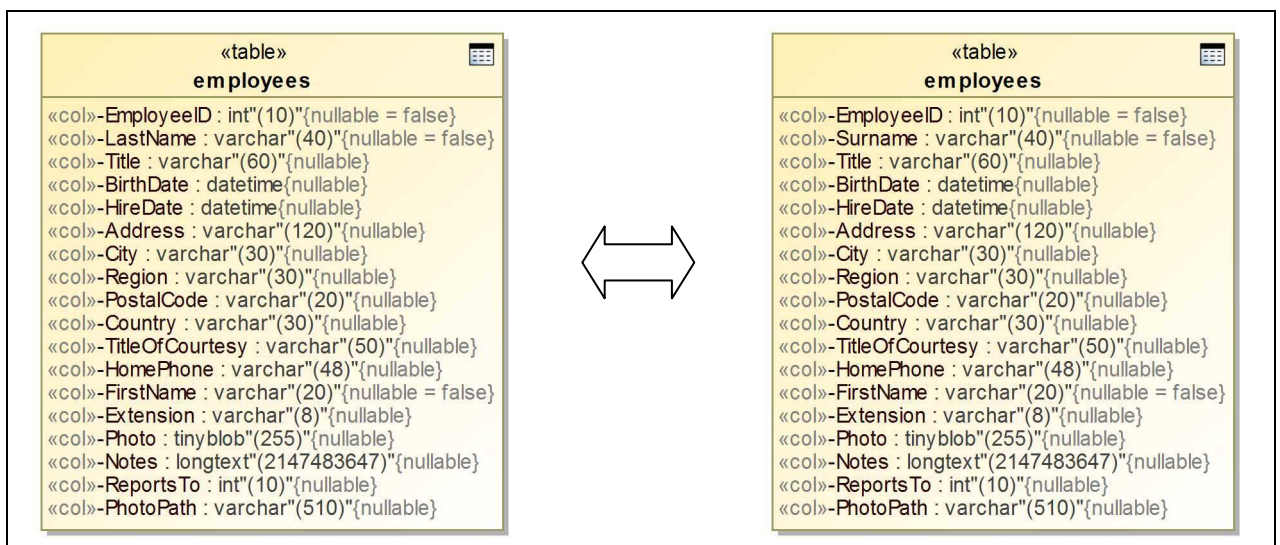 «table»
employees
«col»-EmployeeID : int"(10)"{nullable = false}
«col»-LastName : varchar"(40)"{nullable = false}
«col»-Title : varchar"(60)"{nullable}
«col»-BirthDate : datetime{nullable}
«col»-HireDate : datetime{nullable}
«col»-Address : varchar"(120)"{nullable}
«col»-City : varchar"(30)"{nullable}
«col»-Region : varchar"(30)"{nullable}
«col»-PostalCode : varchar"(20)"{nullable}
«col»-Country : varchar"(30)"{nullable}
«col»-TitleOfCourtesy : varchar"(50)"{nullable}
«col»-HomePhone : varchar"(48)"{nullable}
«col»-FirstName : varchar"(20)"{nullable = false}
«col»-Extension : varchar"(8)"{nullable}
«col»-Photo : tinyblob"(255)"{nullable}
«col»-Notes : longtext"(2147483647)"{nullable}
«col»-ReportsTo : int"(10)"{nullable}
«col»-PhotoPath : varchar"(510)"{nullable}
«table»
employees
«col»-EmployeeID : int"(10)"{nullable = false}
«col»-Surname : varchar"(40)"{nullable = false}
«col»-Title : varchar"(60)"{nullable}
«col»-BirthDate : datetime{nullable}
«col»-HireDate : datetime{nullable}
«col»-Address : varchar"(120)"{nullable}
«col»-City : varchar"(30)"{nullable}
«col»-Region : varchar"(30)"{nullable}
«col»-PostalCode : varchar"(20)"{nullable}
«col»-Country : varchar"(30)"{nullable}
«col»-TitleOfCourtesy : varchar"(50)"{nullable}
«col»-HomePhone : varchar"(48)"{nullable}
«col»-FirstName : varchar"(20)"{nullable = false}
«col»-Extension : varchar"(8)"{nullable}
«col»-Photo : tinyblob"(255)"{nullable}
«col»-Notes : longtext"(2147483647)"{nullable}
«col»-ReportsTo : int"(10)"{nullable}
«col»-PhotoPath : varchar"(510)"{nullable}